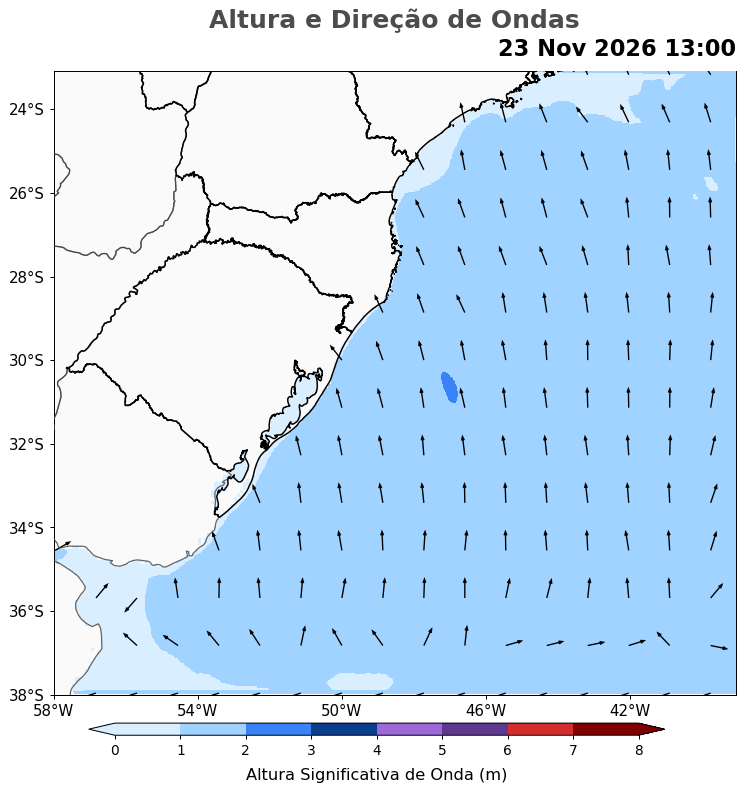 Altura e Direção de Ondas
23 Nov 2026 13:00
24°S
26°S
28°S
30°S
32°S
34°S
36°S
38°S
58°W 54°W 50°W 46°W 42°W
0 1 2 3 4 5 6 7 8
Altura Significativa de Onda (m)